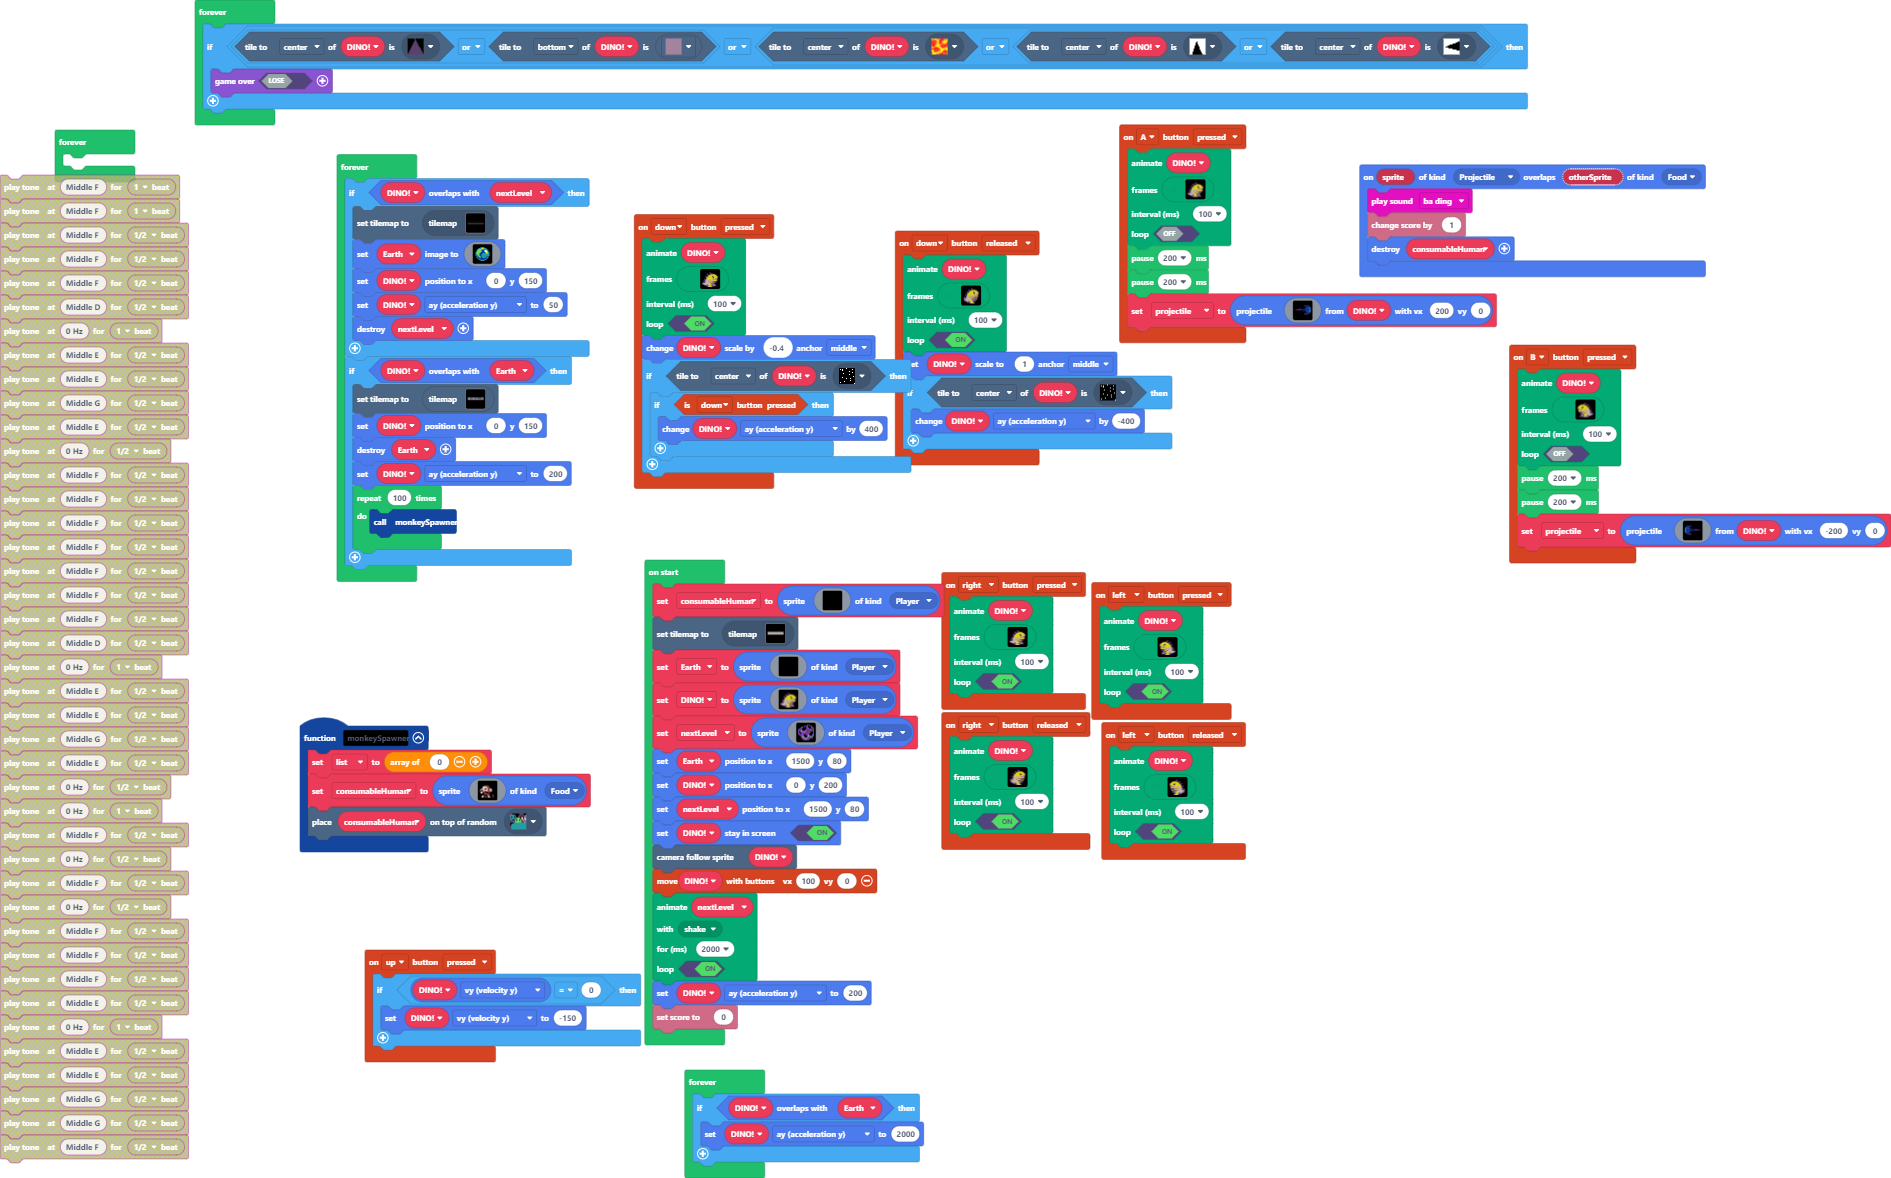 forever
if tile to center of DINO! is or tile to bottom of DINO! is or tile to center of DINO! is or tile to center of DINO! is or tile to center of DINO! is then
game over LOSE
forever
play tone at Middle F for 1 beat
play tone at Middle F for 1 beat
play tone at Middle F for 1/2 beat
play tone at Middle F for 1/2 beat
play tone at Middle F for 1/2 beat
play tone at Middle D for 1/2 beat
play tone at 0 Hz for 1 beat
play tone at Middle E for 1/2 beat
play tone at Middle E for 1/2 beat
play tone at Middle G for 1/2 beat
play tone at Middle E for 1/2 beat
play tone at 0 Hz for 1/2 beat
play tone at Middle F for 1/2 beat
play tone at Middle F for 1/2 beat
play tone at Middle F for 1/2 beat
play tone at Middle F for 1/2 beat
play tone at Middle F for 1/2 beat
play tone at Middle F for 1/2 beat
play tone at Middle F for 1/2 beat
play tone at Middle D for 1/2 beat
play tone at 0 Hz for 1 beat
play tone at Middle E for 1/2 beat
play tone at Middle E for 1/2 beat
play tone at Middle G for 1/2 beat
play tone at Middle E for 1/2 beat
play tone at 0 Hz for 1/2 beat
play tone at 0 Hz for 1 beat
play tone at Middle F for 1/2 beat
play tone at 0 Hz for 1/2 beat
play tone at Middle F for 1/2 beat
play tone at 0 Hz for 1/2 beat
play tone at Middle F for 1/2 beat
play tone at Middle F for 1/2 beat
play tone at Middle F for 1/2 beat
play tone at Middle E for 1/2 beat
play tone at 0 Hz for 1 beat
play tone at Middle E for 1/2 beat
play tone at Middle E for 1/2 beat
play tone at Middle G for 1/2 beat
play tone at Middle G for 1/2 beat
play tone at Middle F for 1/2 beat
forever
if DINO! overlaps with nextLevel then
set tilemap to tilemap
set Earth image to
set DINO! position to x 0 y 150
set DINO! ay (acceleration y) to 50
destroy nextLevel
if DINO! overlaps with Earth then
set tilemap to tilemap
set DINO! position to x 0 y 150
destroy Earth
set DINO! ay (acceleration y) to 200
repeat 100 times
do call monkeySpawner
on down button pressed
animate DINO!
frames
interval (ms) 100
loop ON
change DINO! scale by -0.4 anchor middle
if tile to center of DINO! is then
if is down button pressed then
change DINO! ay (acceleration y) by 400
on down button released
animate DINO!
frames
interval (ms) 100
loop ON
et DINO! scale to 1 anchor middle
if tile to center of DINO! is then
change DINO! ay (acceleration y) by -400
on A button pressed
animate DINO!
frames
interval (ms) 100
loop OFF
pause 200 ms
pause 200 ms
set projectile to projectile from DINO! with vx 200 vy 0
on sprite of kind Projectile overlaps otherSprite of kind Food
play sound ba ding
change score by 1
destroy consumableHuman
on B button pressed
animate DINO!
frames
interval (ms) 100
loop OFF
pause 200 ms
pause 200 ms
set projectile to projectile from DINO! with vx -200 vy 0
on start
set consumableHuman to sprite of kind Player
set tilemap to tilemap
set Earth to sprite of kind Player
set DINO! to sprite of kind Player
set nextLevel to sprite of kind Player
set Earth position to x 1500 y 80
set DINO! position to x 0 y 200
set nextLevel position to x 1500 y 80
set DINO! stay in screen ON
camera follow sprite DINO!
move DINO! with buttons vx 100 vy 0
animate nextLevel
with shake
for (ms) 2000
loop ON
set DINO! ay (acceleration y) to 200
set score to 0
on right button pressed
animate DINO!
frames
interval (ms) 100
loop ON
on left button pressed
animate DINO!
frames
interval (ms) 100
loop ON
on right button released
animate DINO!
frames
interval (ms) 100
loop ON
on left button released
animate DINO!
frames
interval (ms) 100
loop ON
function monkeySpawner
set list to array of 0
set consumableHuman to sprite of kind Food
place consumableHuman on top of random
on up button pressed
if DINO! vy (velocity y) = 0 then
set DINO! vy (velocity y) to -150
forever
if DINO! overlaps with Earth then
set DINO! ay (acceleration y) to 2000